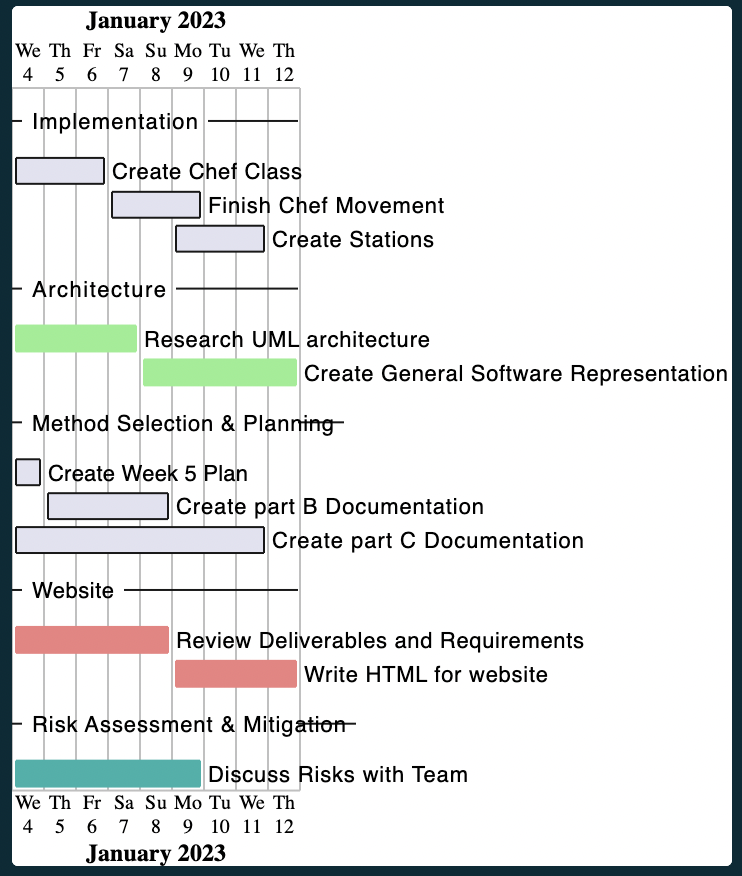 January 2023
We Th Fr Sa Su Mo Tu We Th
4 5 6 7 8 9 10 11 12
Implementation
Create Chef Class
Finish Chef Movement
Create Stations
Architecture
Research UML architecture
Create General Software Representation
Method Selection & Planning
Create Week 5 Plan
Create part B Documentation
Create part C Documentation
Website
Review Deliverables and Requirements
Write HTML for website
Risk Assessment & Mitigation
Discuss Risks with Team
We Th Fr Sa Su Mo Tu We Th
4 5 6 7 8 9 10 11 12
January 2023